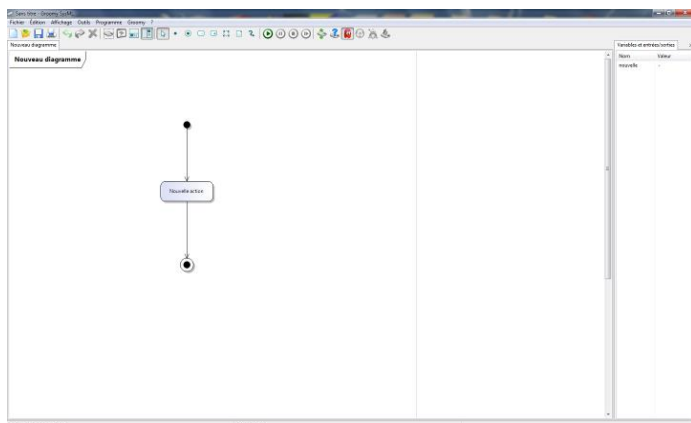 Sans titre - Groomy
Fichier Édition Affichage Outils Programme Groomy ?
Nouveau diagramme
Variables et entrées/sorties
Nouveau diagramme
Nom Valeur
nouvelle -
Nouvelle action